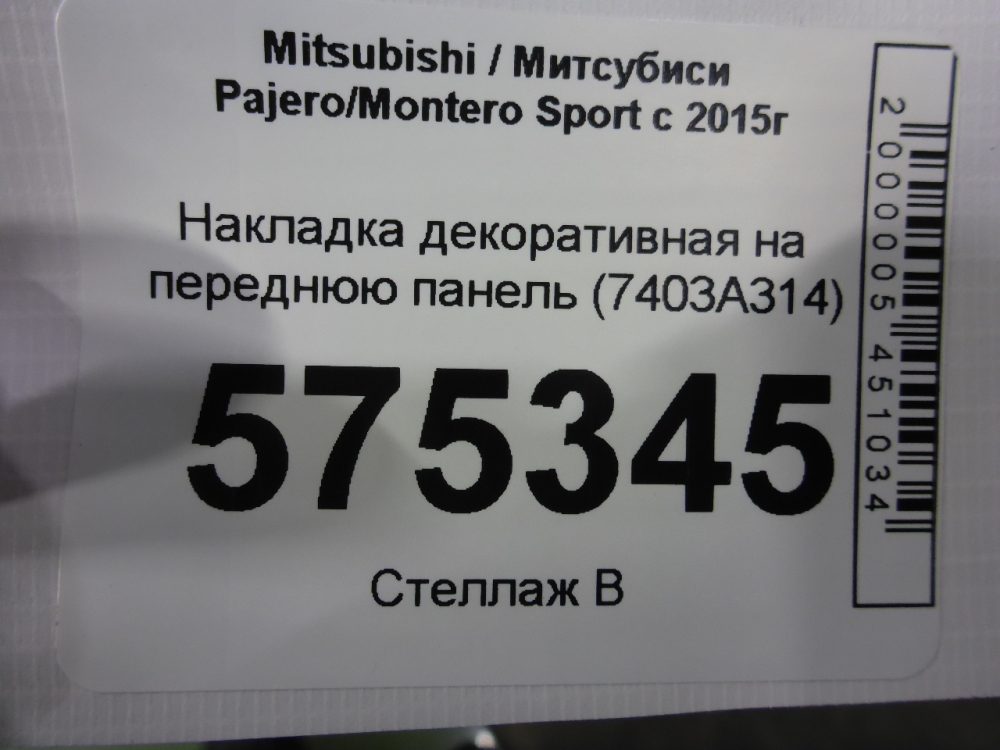 Mitsubishi / Митсубиси
Pajero/Montero Sport с 2015г
Накладка декоративная на
переднюю панель (7403A314)
575345
Стеллаж В
2000005451034